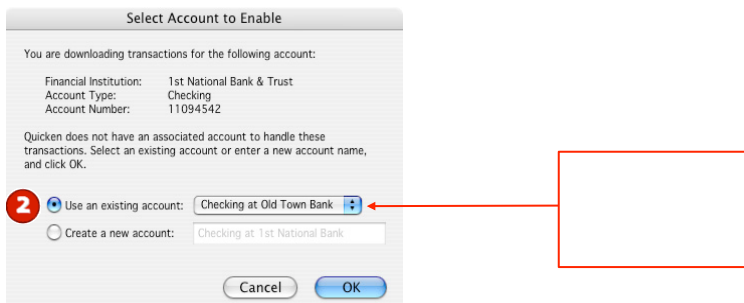 Select Account to Enable
You are downloading transactions for the following account:
Financial Institution: 1st National Bank & Trust
Account Type: Checking
Account Number: 11094542
Quicken does not have an associated account to handle these
transactions. Select an existing account or enter a new account name,
and click OK.
2 Use an existing account: Checking at Old Town Bank
Create a new account: Checking at 1st National Bank
Cancel OK